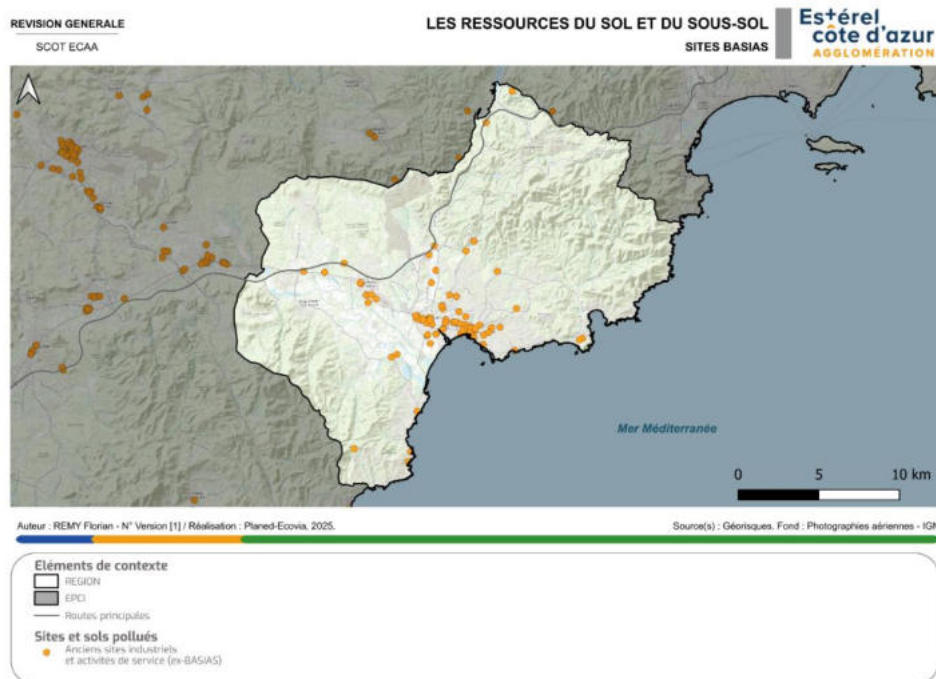 REVISION GENERALE
SCOT ECAA
LES RESSOURCES DU SOL ET DU SOUS-SOL
SITES BASIAS
Estérel
côte d'azur
AGGLOMÉRATION
Mer Méditerranée
0 5 10 km
Auteur : REMY Florian - N° Version [1] / Réalisation : Planed-Ecovia, 2025.
Source(s) : Géorisques. Fond : Photographies aériennes - IGN
Eléments de contexte
REGION
EPCI
Routes principales
Sites et sols pollués
Anciens sites industriels
et activités de service (ex-BASIAS)